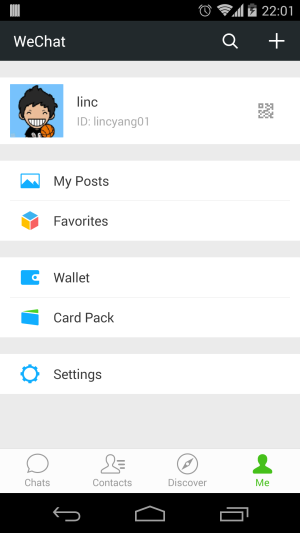 22:01
WeChat
linc
ID: lincyang01
My Posts
Favorites
Wallet
Card Pack
Settings
Chats Contacts Discover Me